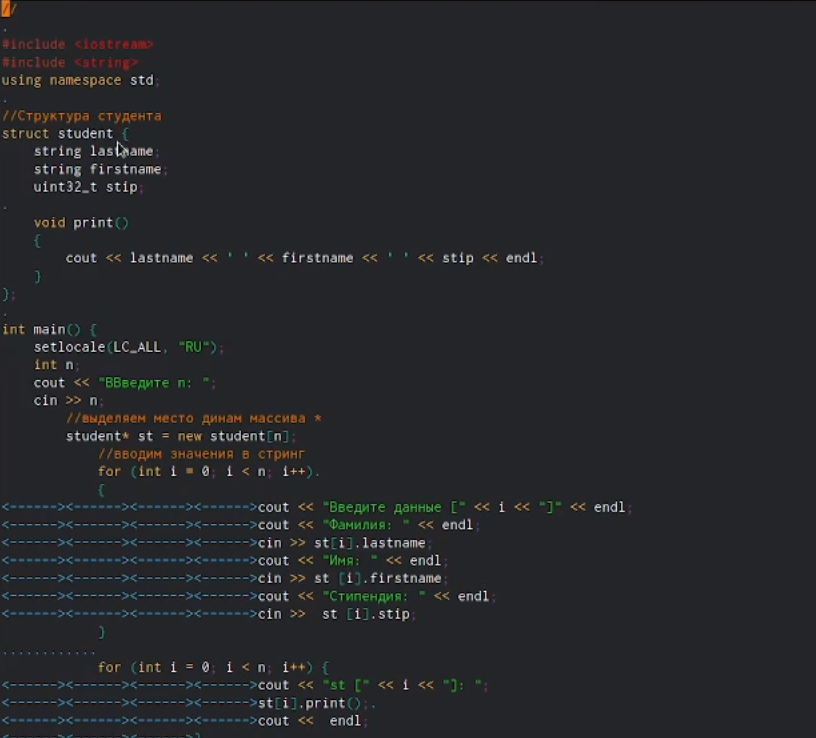 //
.
#include <iostream>
#include <string>
using namespace std;
.
//Структура студента
struct student {
    string lastname;
    string firstname;
    uint32_t stip;
.
    void print()
    {
        cout << lastname << ' ' << firstname << ' ' << stip << endl;
    }
};
.
int main() {
    setlocale(LC_ALL, "RU");
    int n;
    cout << "ВВведите n: ";
    cin >> n;
        //выделяем место динам массива *
        student* st = new student[n];
            //вводим значения в стринг
            for (int i = 0; i < n; i++).
            {
<------><------><------><------>cout << "Введите данные [" << i << "]" << endl;
<------><------><------><------>cout << "Фамилия: " << endl;
<------><------><------><------>cin >> st[i].lastname;
<------><------><------><------>cout << "Имя: " << endl;
<------><------><------><------>cin >> st [i].firstname;
<------><------><------><------>cout << "Стипендия: " << endl;
<------><------><------><------>cin >>  st [i].stip;
            }
............
            for (int i = 0; i < n; i++) {
<------><------><------><------>cout << "st [" << i << "]: ";
<------><------><------><------>st[i].print();.
<------><------><------><------>cout <<  endl;
<------><------><------>}